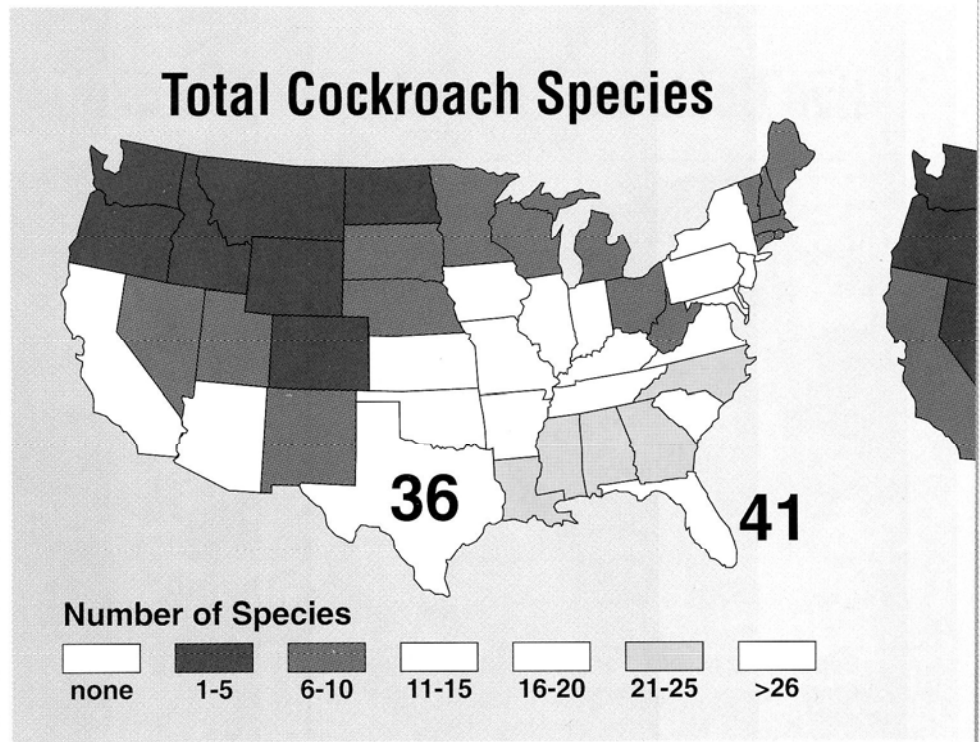 Total Cockroach Species
36
41
Number of Species
none 1-5 6-10 11-15 16-20 21-25 >26